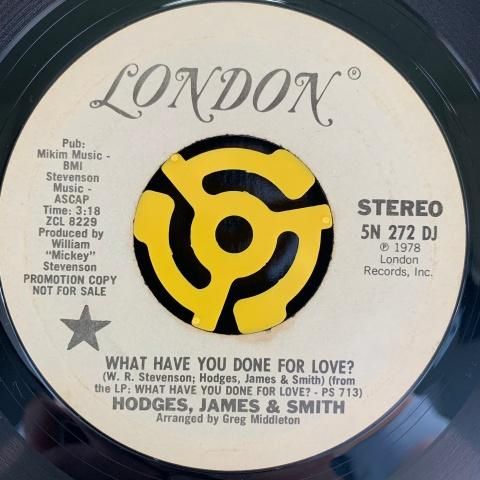 LONDON
Pub:
Mikim Music -
BMI
Stevenson
Music -
ASCAP
Time: 3:18
ZCL 8229
Produced by
William
"Mickey"
Stevenson
PROMOTION COPY
NOT FOR SALE
STEREO
5N 272 DJ
℗ 1978
London
Records, Inc.
WHAT HAVE YOU DONE FOR LOVE?
(W. R. Stevenson; Hodges, James & Smith) (from
the LP: WHAT HAVE YOU DONE FOR LOVE? - PS 713)
HODGES, JAMES & SMITH
Arranged by Greg Middleton